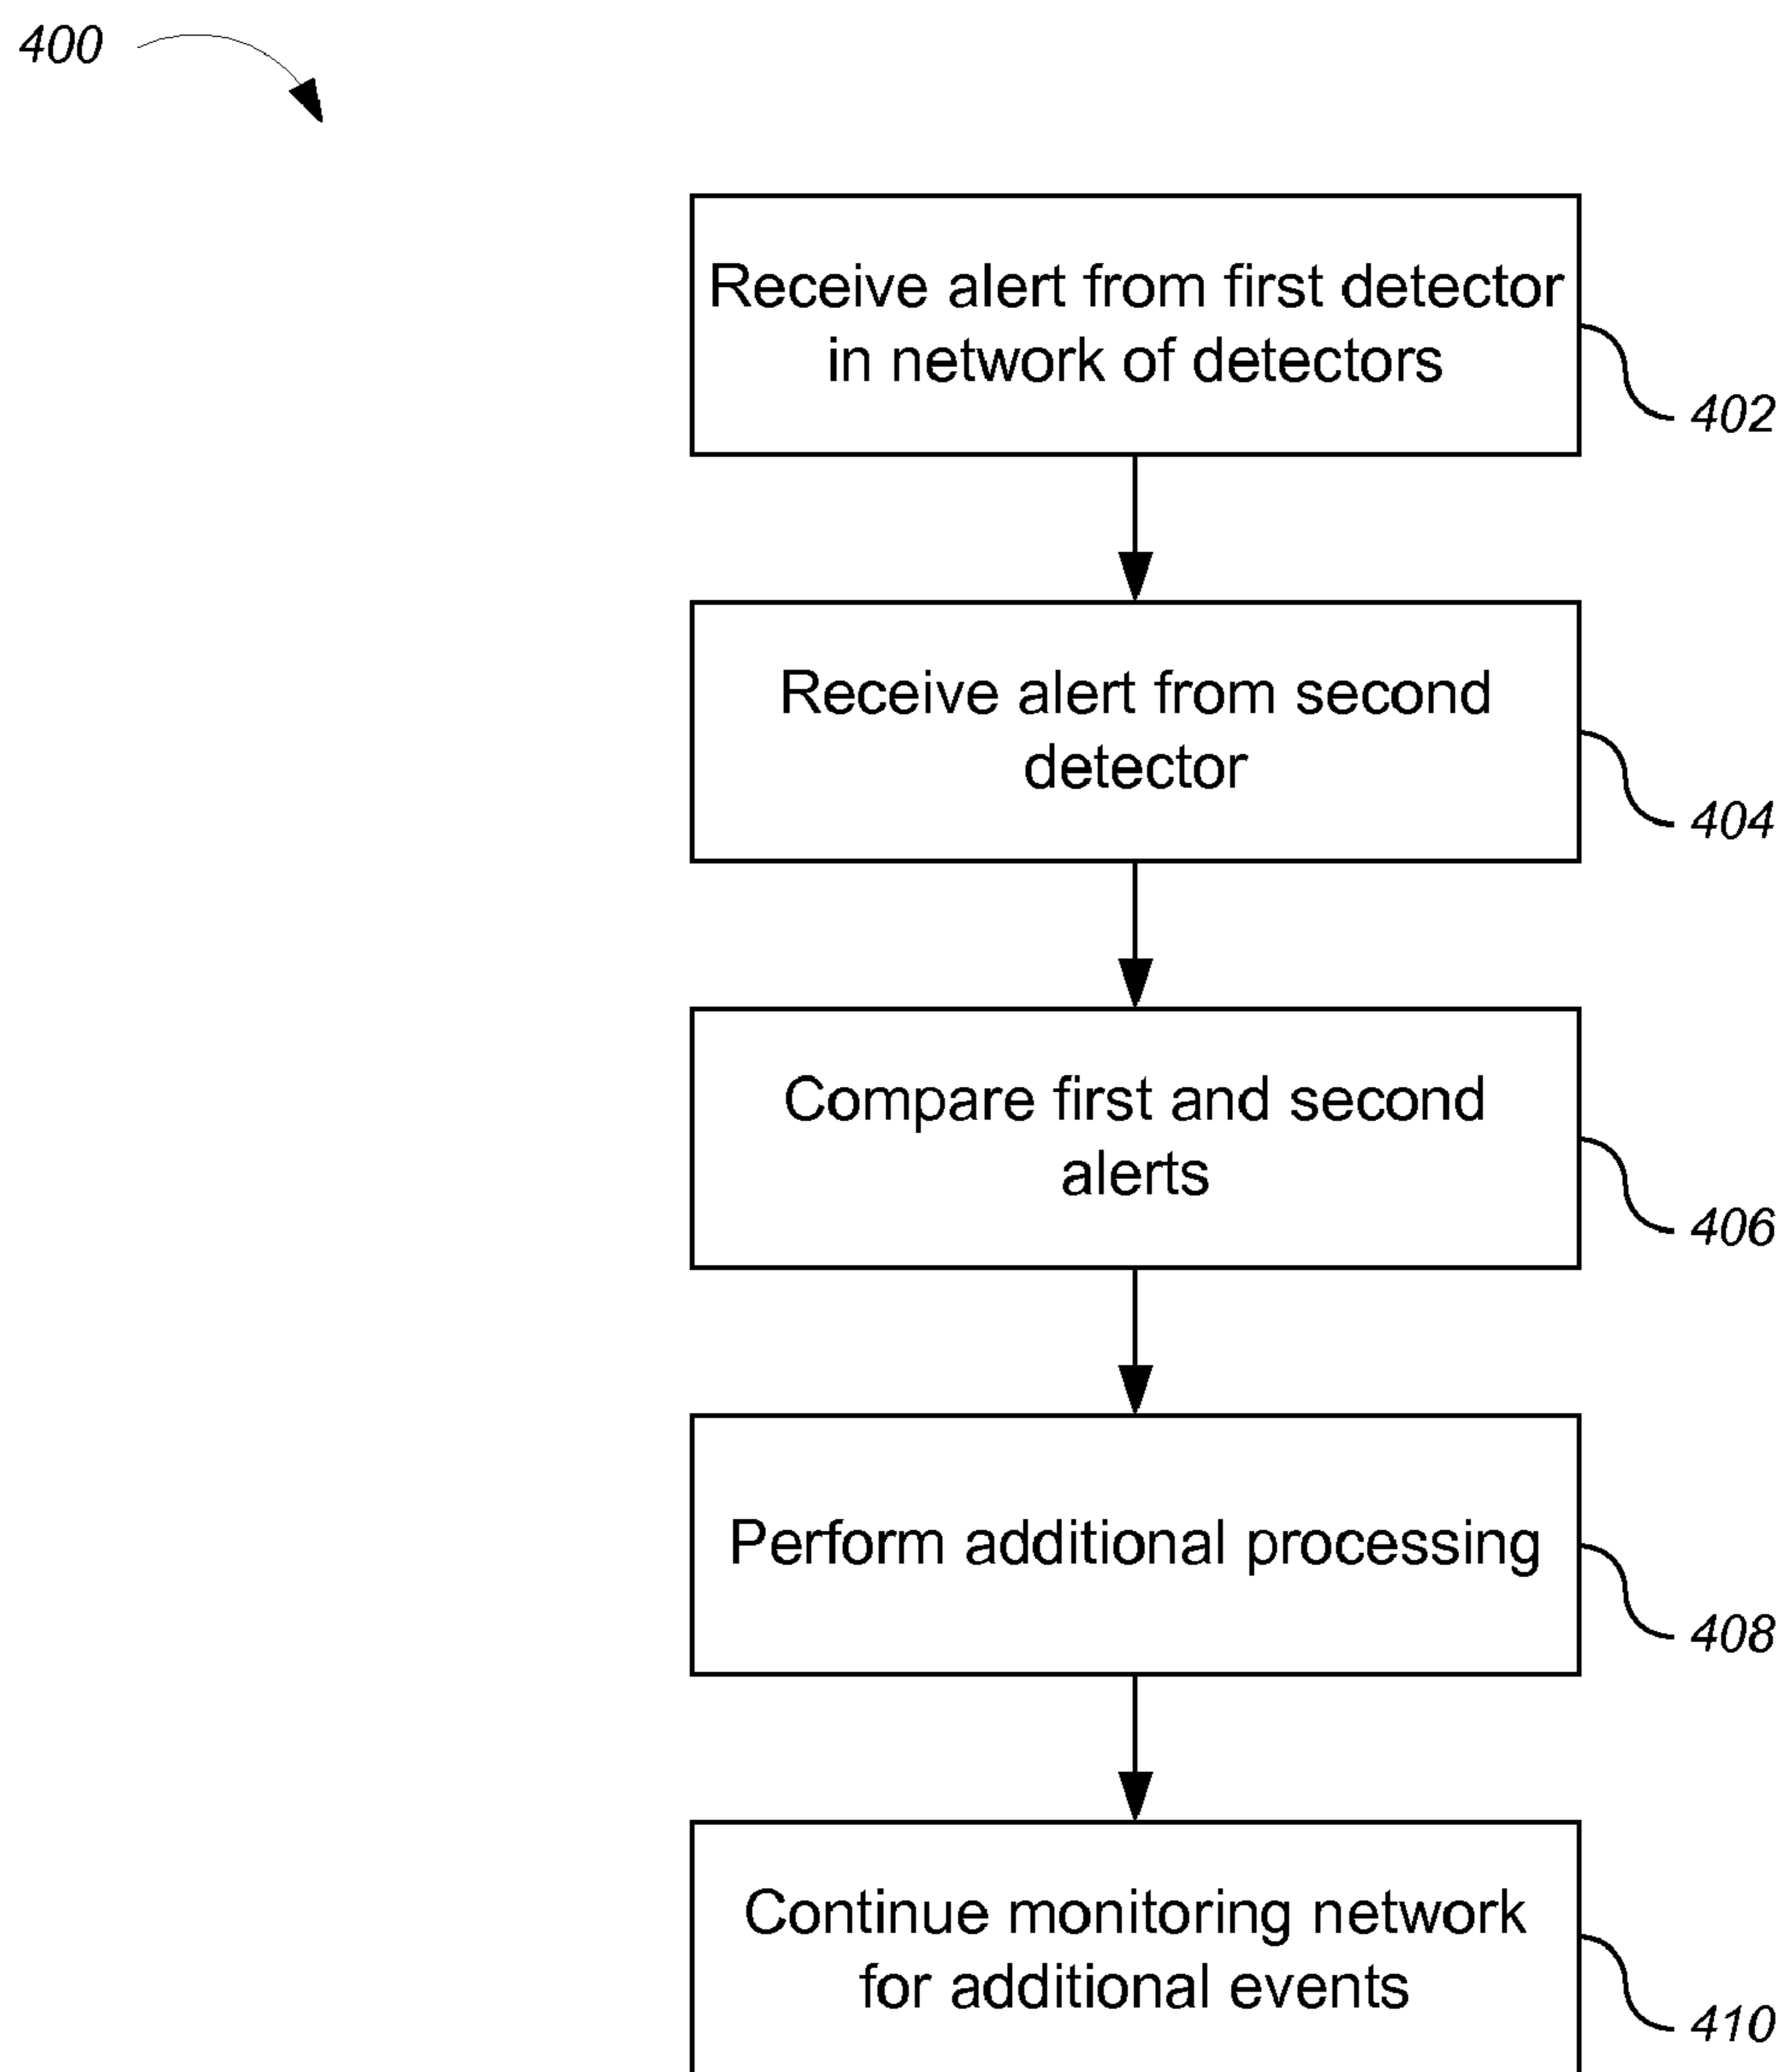 400
Receive alert from first detector
in network of detectors
402
Receive alert from second
detector
404
Compare first and second
alerts
406
Perform additional processing
408
Continue monitoring network
for additional events
410